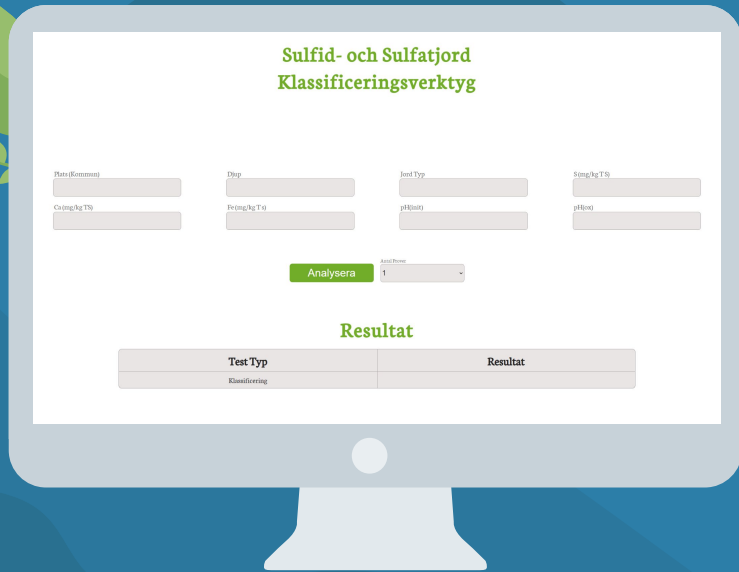 Sulfid- och Sulfatjord
Klassificeringsverktyg
Plats (Kommun)
Djup
Jord Typ
S (mg/kg TS)
Ca (mg/kg TS)
Fe (mg/kg Ts)
pH(init)
pH(ox)
Antal Prover
Analysera
1
Resultat
Test Typ
Resultat
Klassificering